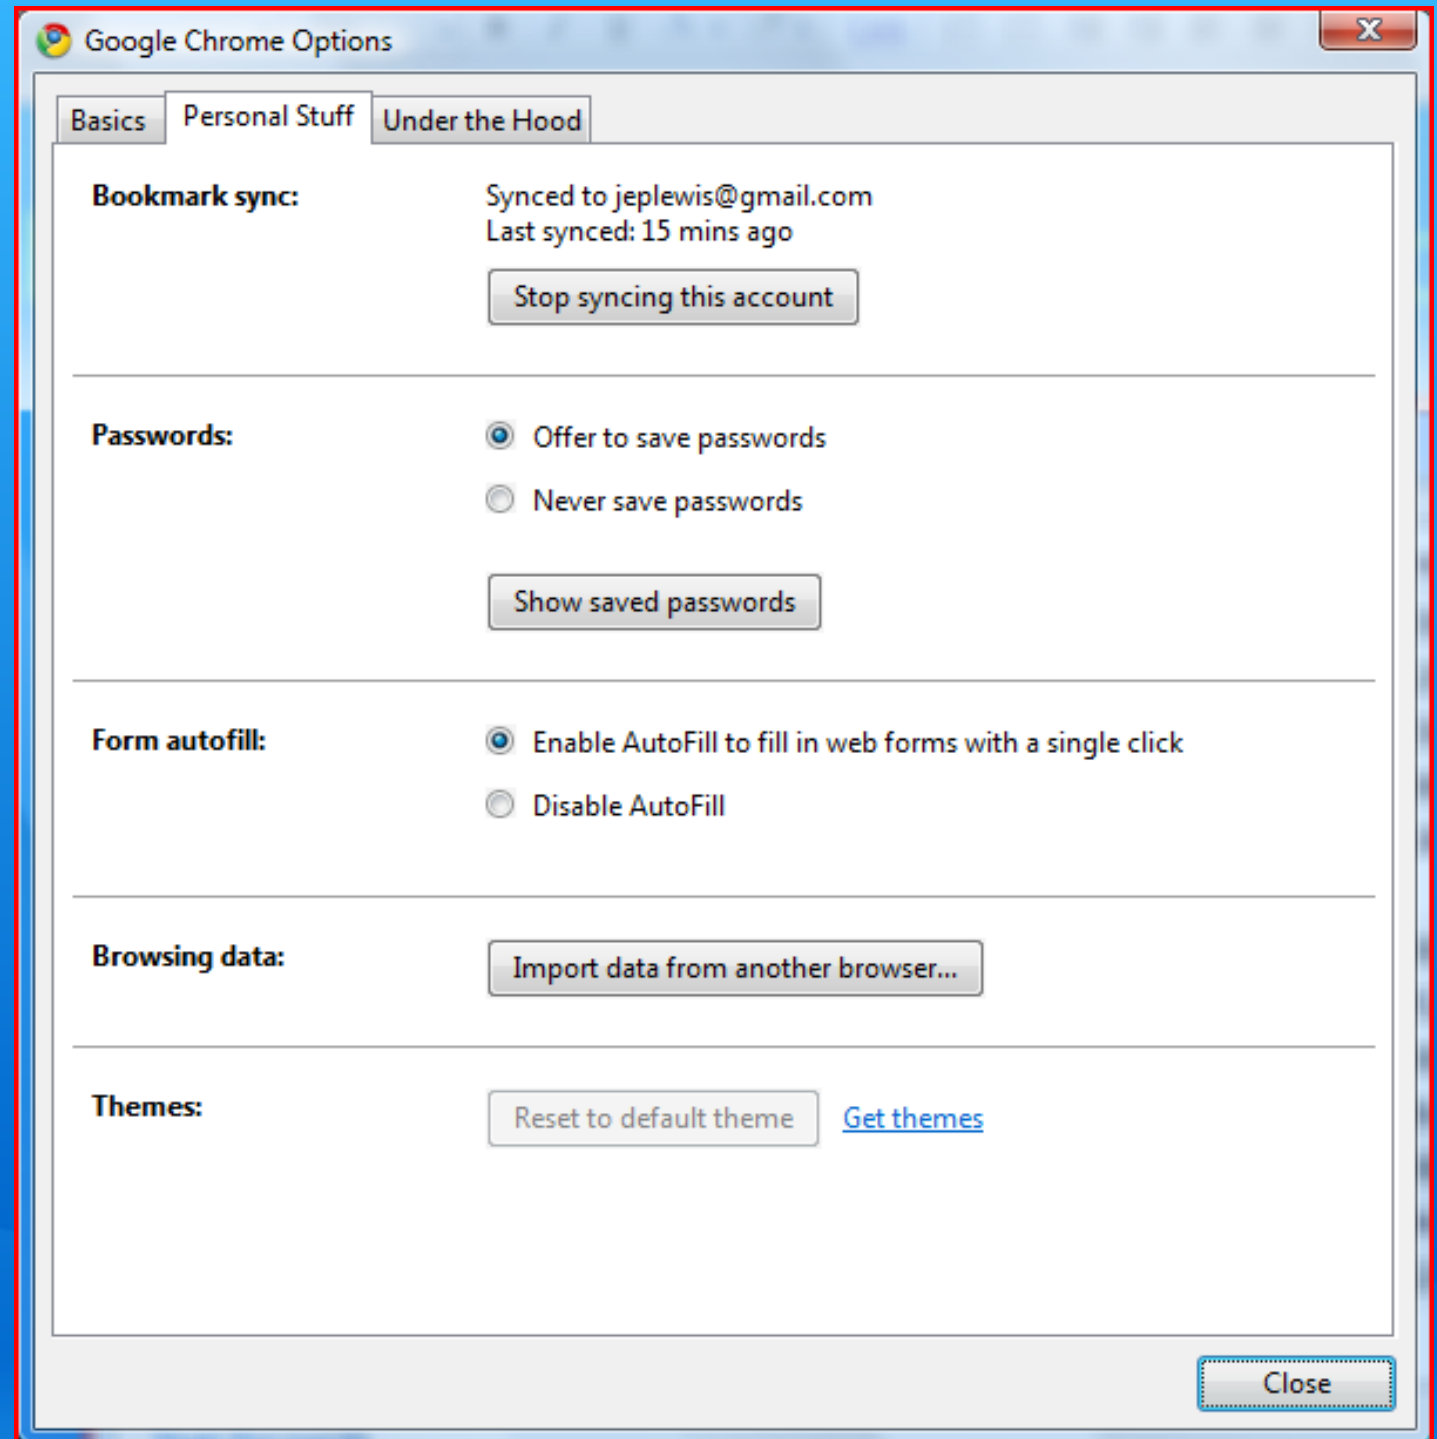 Google Chrome Options
X
Basics Personal Stuff Under the Hood
Bookmark sync: Synced to jeplewis@gmail.com
Last synced: 15 mins ago
Stop syncing this account
Passwords: Offer to save passwords
Never save passwords
Show saved passwords
Form autofill: Enable AutoFill to fill in web forms with a single click
Disable AutoFill
Browsing data: Import data from another browser...
Themes: Reset to default theme Get themes
Close